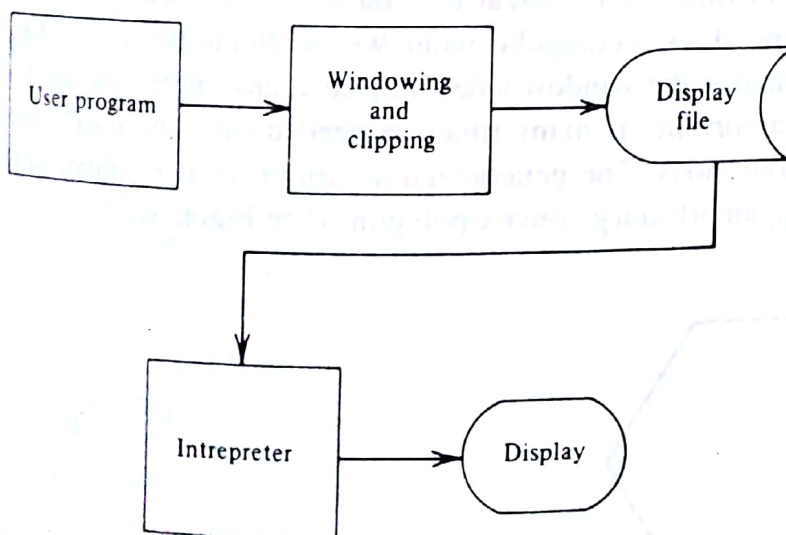 User program
Windowing
and
clipping
Display
file
Intrepreter
Display